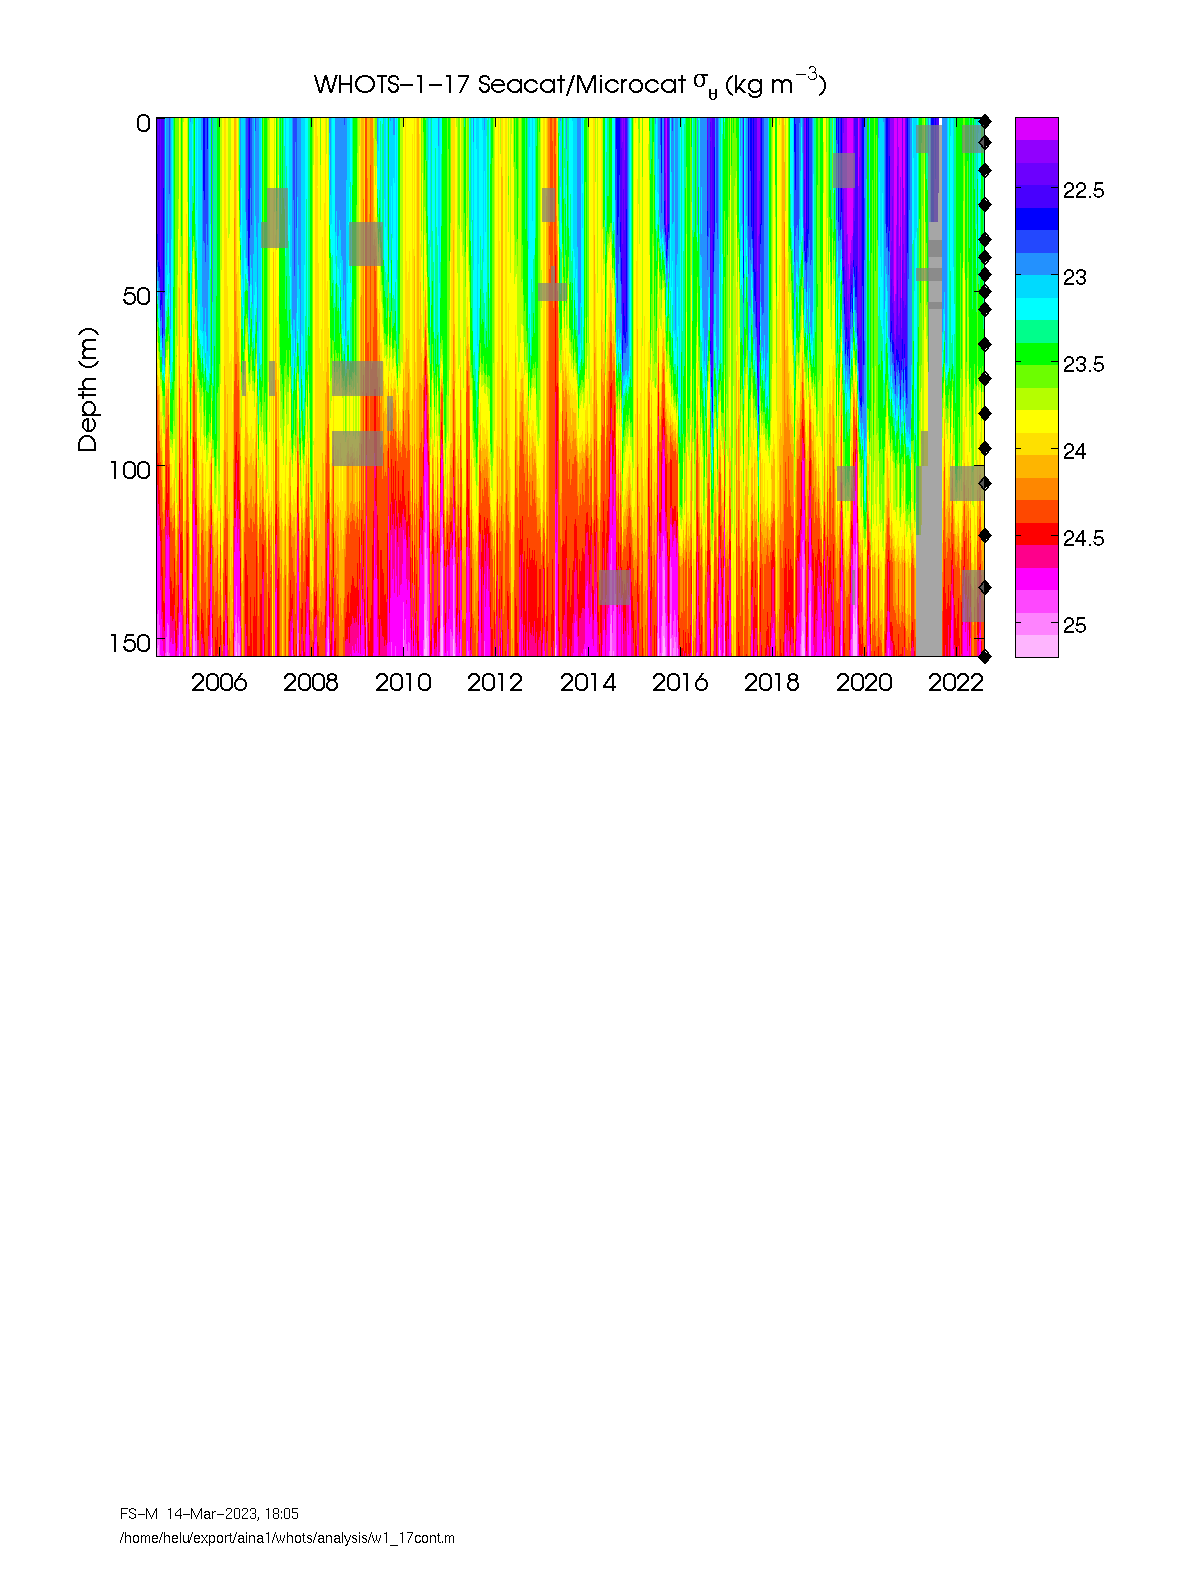 WHOTS-1-17 Seacat/Microcat σθ (kg m−3)
Depth (m)
0
50
100
150
2006 2008 2010 2012 2014 2016 2018 2020 2022
22.5
23
23.5
24
24.5
25
FS-M 14-Mar-2023, 18:05
/home/helu/export/aina1/whots/analysis/w1_17cont.m